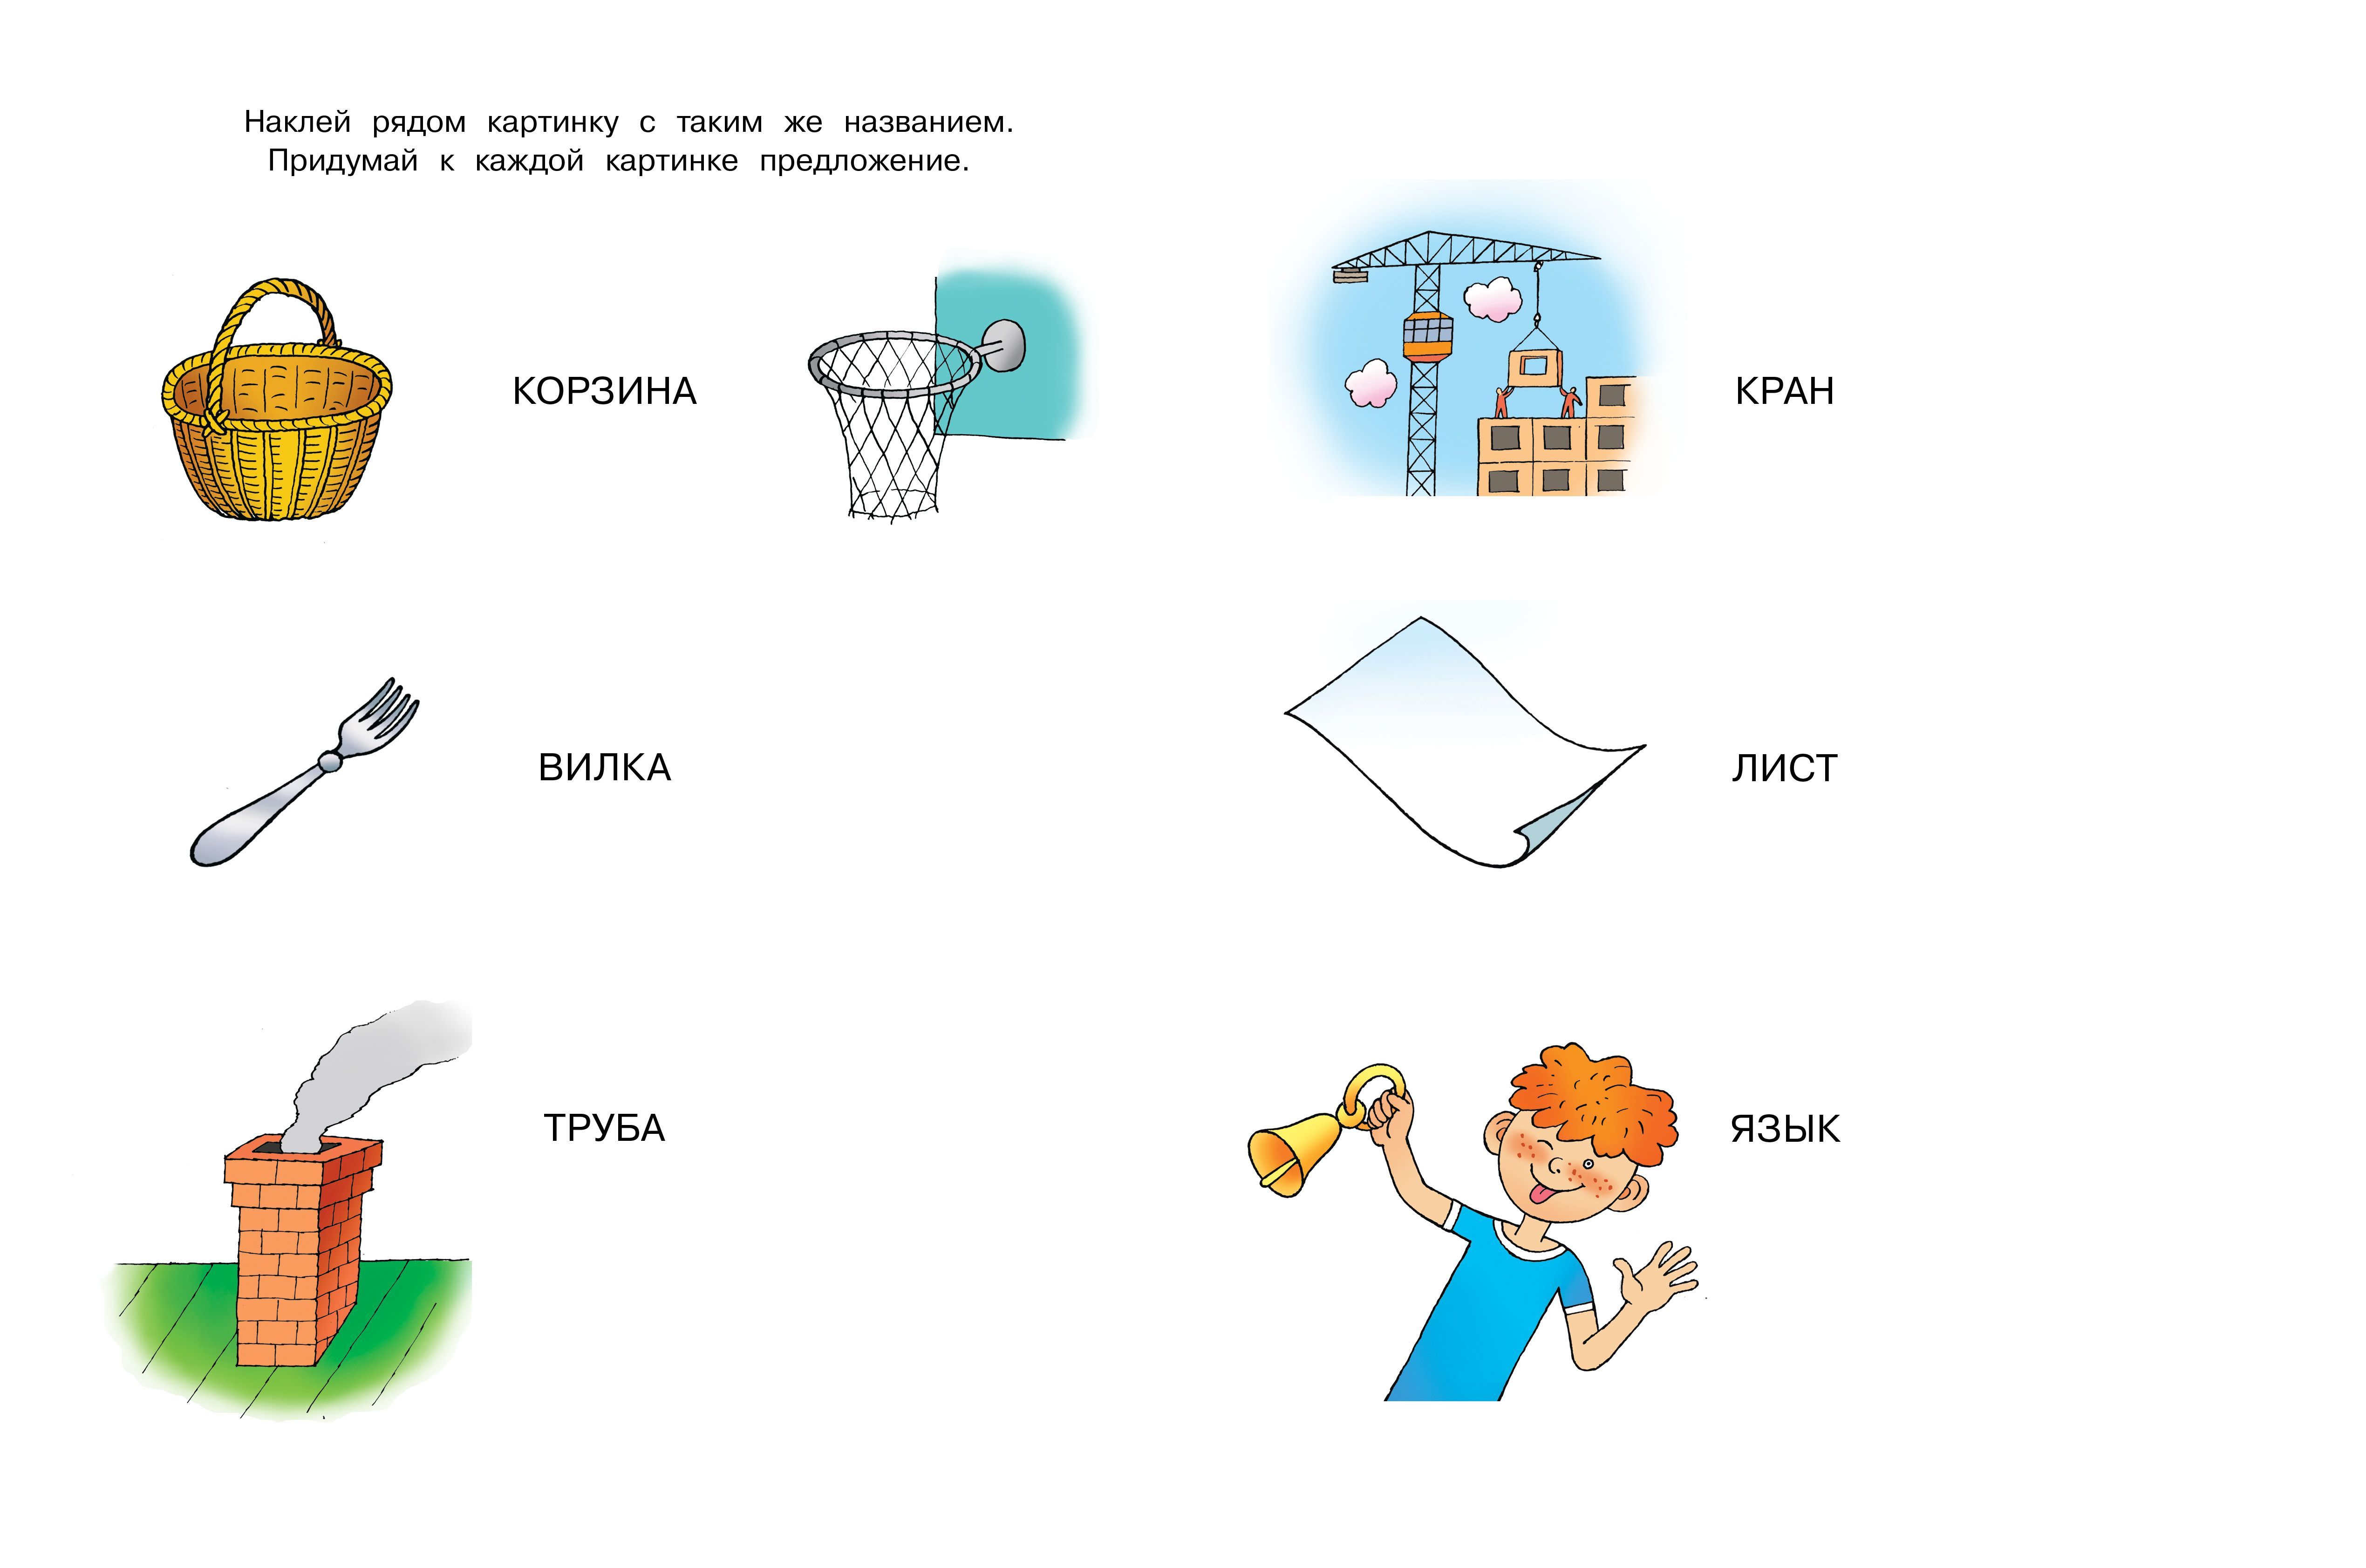 Наклей рядом картинку с таким же названием.
Придумай к каждой картинке предложение.
КОРЗИНА
КРАН
ВИЛКА
ЛИСТ
ТРУБА
ЯЗЫК